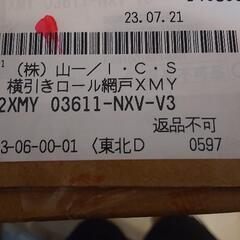 23.07.21
(株)山一/I・C・S
横引きロール網戸XMY
2XMY 03611-NXV-V3
返品不可
3-06-00-01 〈東北D 0597